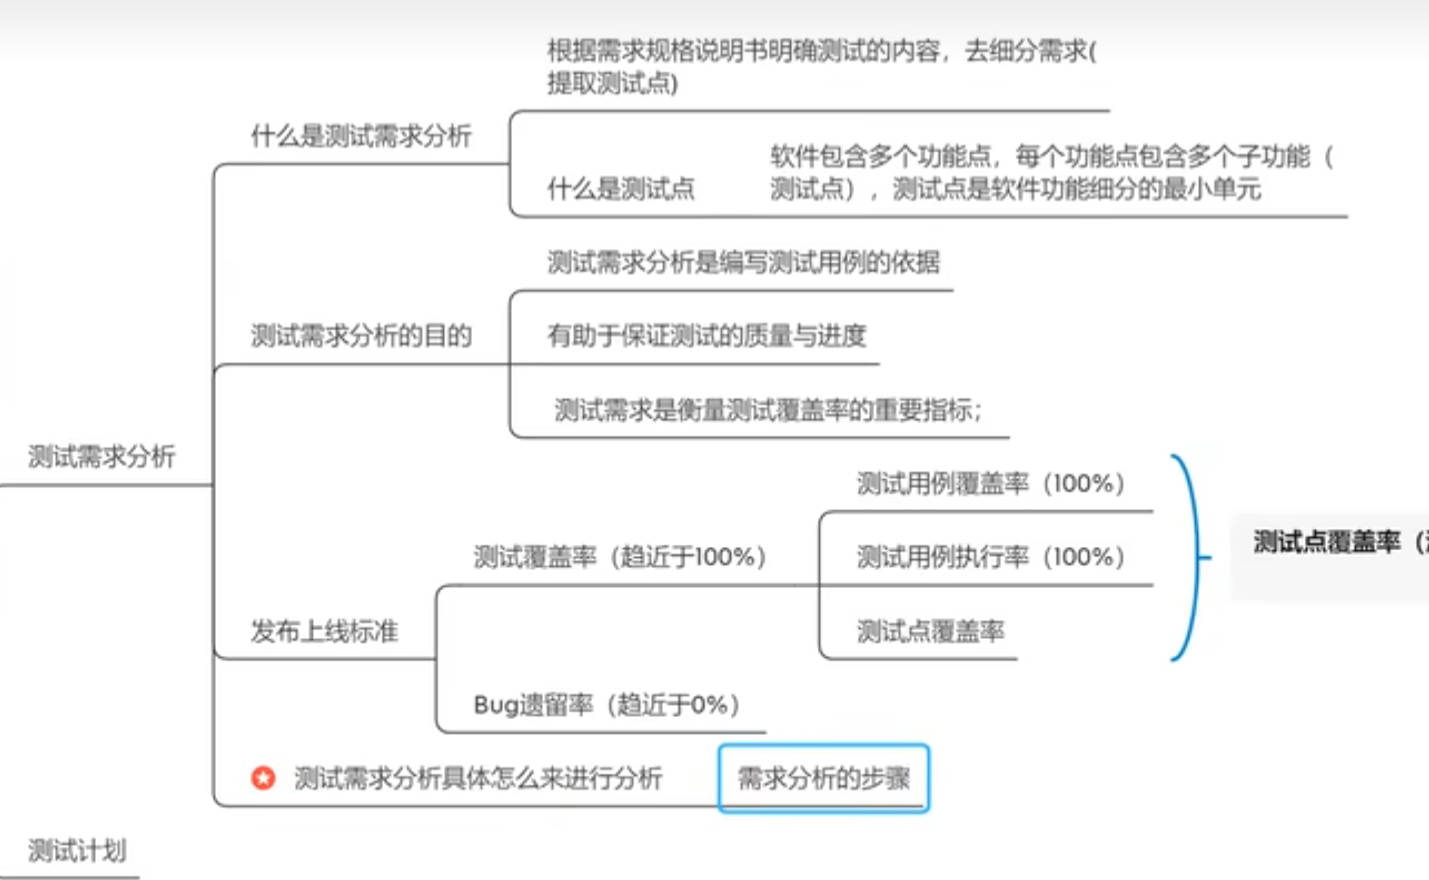 根据需求规格说明书明确测试的内容，去细分需求(
提取测试点)
什么是测试需求分析
软件包含多个功能点，每个功能点包含多个子功能（
什么是测试点
测试点），测试点是软件功能细分的最小单元
测试需求分析是编写测试用例的依据
测试需求分析的目的
有助于保证测试的质量与进度
测试需求是衡量测试覆盖率的重要指标；
测试需求分析
测试用例覆盖率（100%）
测试覆盖率（趋近于100%）
测试用例执行率（100%）
测试点覆盖率（
发布上线标准
测试点覆盖率
Bug遗留率（趋近于0%）
测试需求分析具体怎么来进行分析
需求分析的步骤
测试计划